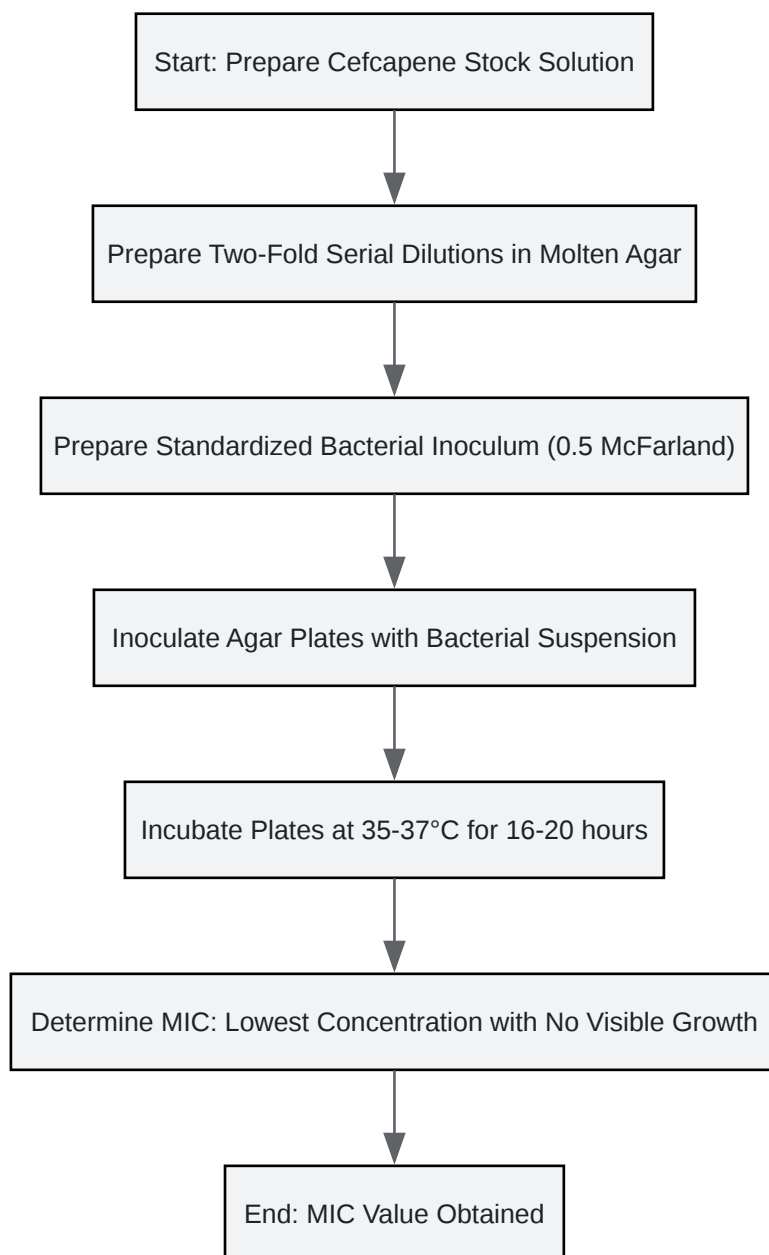 Start: Prepare Cefcapene Stock Solution
Prepare Two-Fold Serial Dilutions in Molten Agar
Prepare Standardized Bacterial Inoculum (0.5 McFarland)
Inoculate Agar Plates with Bacterial Suspension
Incubate Plates at 35-37°C for 16-20 hours
Determine MIC: Lowest Concentration with No Visible Growth
End: MIC Value Obtained